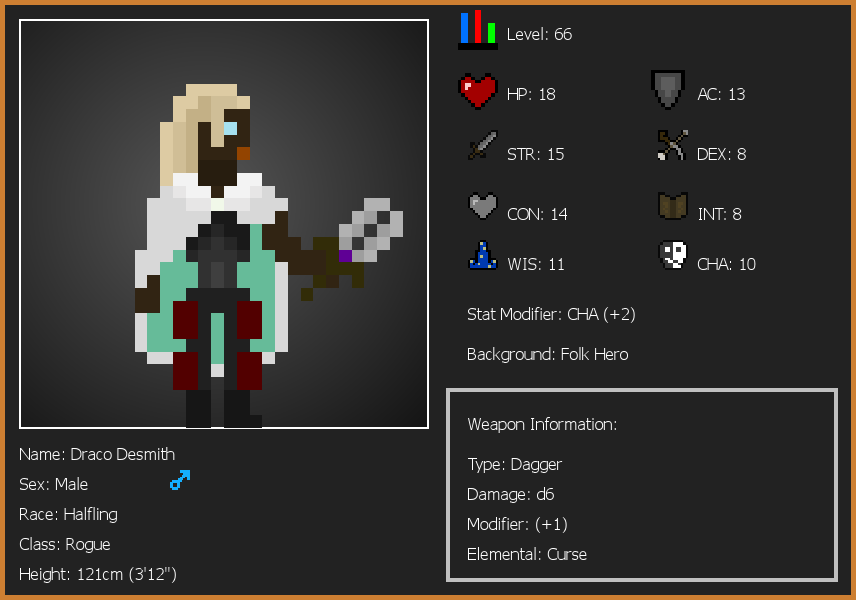 Level: 66
HP: 18
AC: 13
STR: 15
DEX: 8
CON: 14
INT: 8
WIS: 11
CHA: 10
Stat Modifier: CHA (+2)
Background: Folk Hero
Weapon Information:
Type: Dagger
Damage: d6
Modifier: (+1)
Elemental: Curse
Name: Draco Desmith
Sex: Male
Race: Halfling
Class: Rogue
Height: 121cm (3'12")